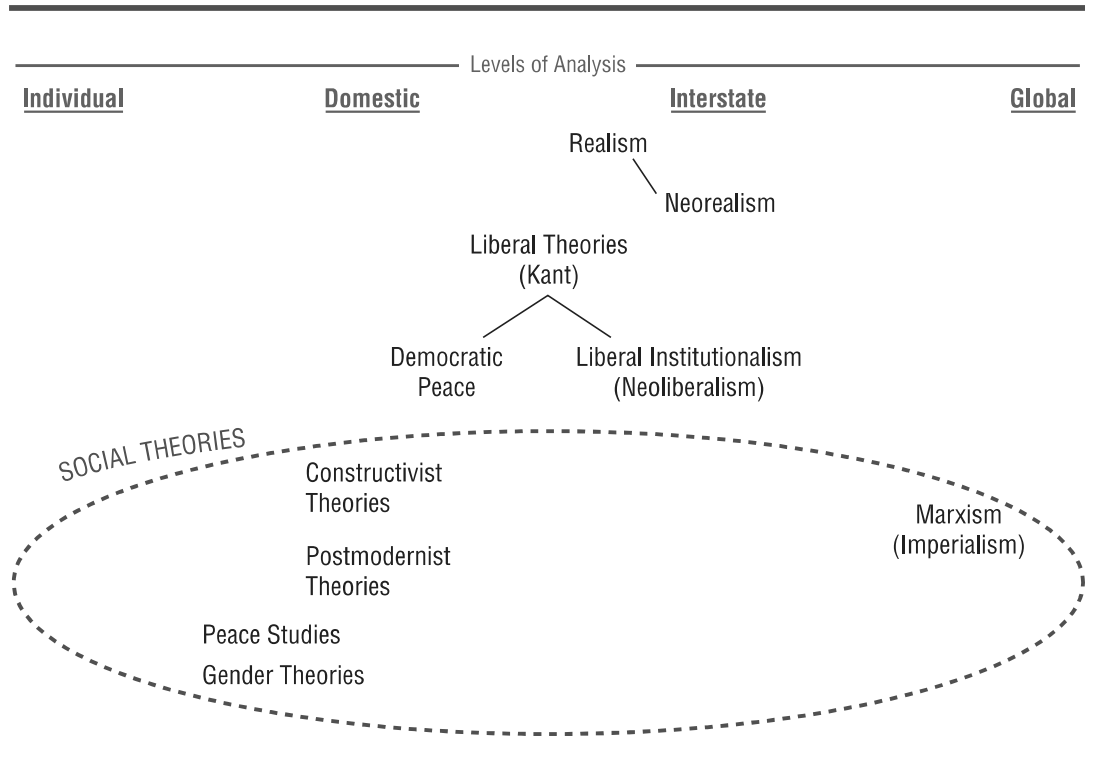 Levels of Analysis
Individual Domestic Interstate Global
Realism
Neorealism
Liberal Theories
(Kant)
Democratic
Peace
Liberal Institutionalism
(Neoliberalism)
SOCIAL THEORIES
Constructivist
Theories
Marxism
(Imperialism)
Postmodernist
Theories
Peace Studies
Gender Theories